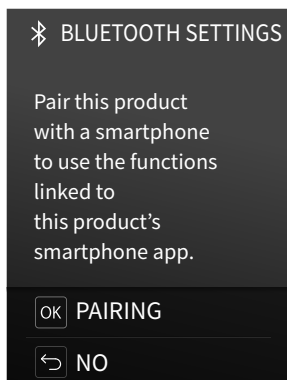 BLUETOOTH SETTINGS
Pair this product
with a smartphone
to use the functions
linked to
this product's
smartphone app.
OK PAIRING
NO